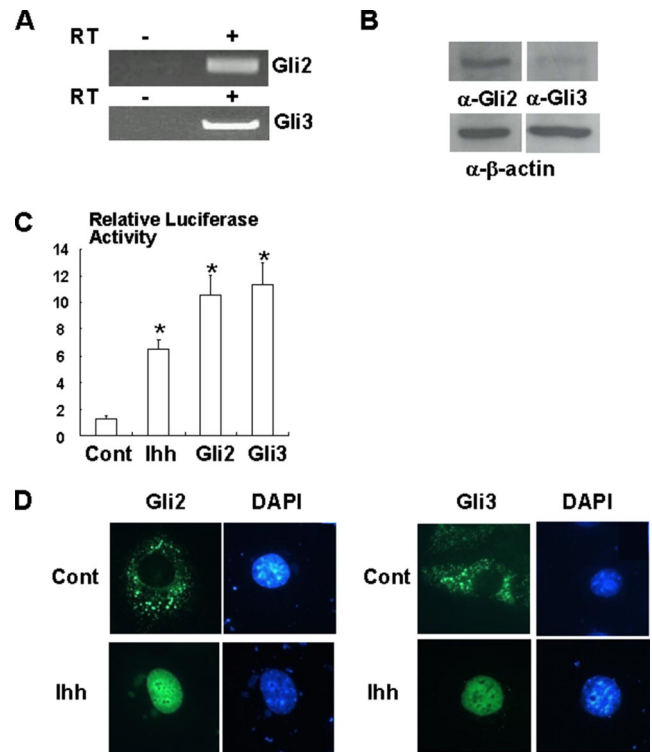 A
RT - +
Gli2
RT - +
Gli3
B
α-Gli2 α-Gli3
α-β-actin
C
Relative Luciferase
Activity
14
12
10
8
6
4
2
0
* * *
Cont Ihh Gli2 Gli3
D
Gli2 DAPI Gli3 DAPI
Cont Cont
Ihh Ihh